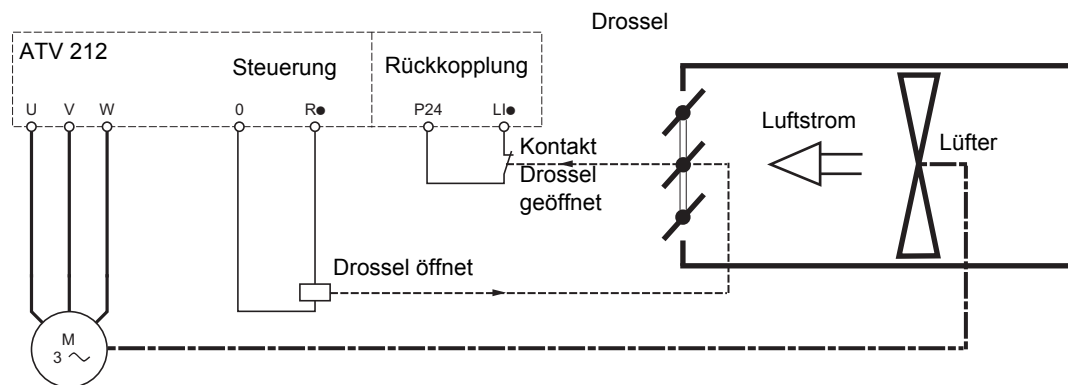 Drossel
ATV 212
Steuerung
Rückkopplung
U V W 0 R● P24 LI●
Luftstrom
Lüfter
Kontakt
Drossel
geöffnet
Drossel öffnet
M
3